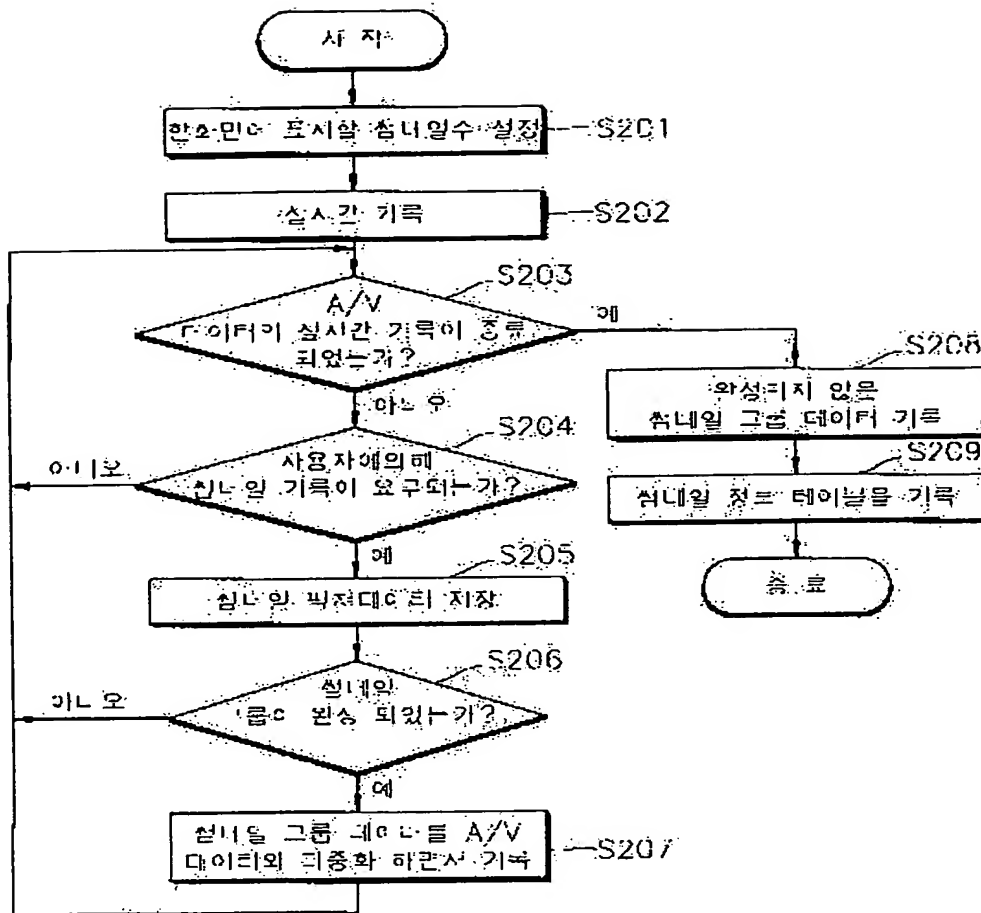 시 작
표시할 썸네일수 설정
S201
실시간 기록
S202
S203
A/V
데이터의 실시간 기록이 종료
되었는가?
예
아니오
S208
완성되지 않은
썸네일 그룹 데이터 기록
S204
사용자에의해
썸네일 기록이 요구되는가?
아니오
S209
썸네일 정보 테이블을 기록
예
S205
썸네일 픽쳐데이터 저장
종 료
S206
썸네일
그룹이 완성 되었는가?
아니오
예
썸네일 그룹 데이터를 A/V
데이터와 다중화 하면서 기록
S207